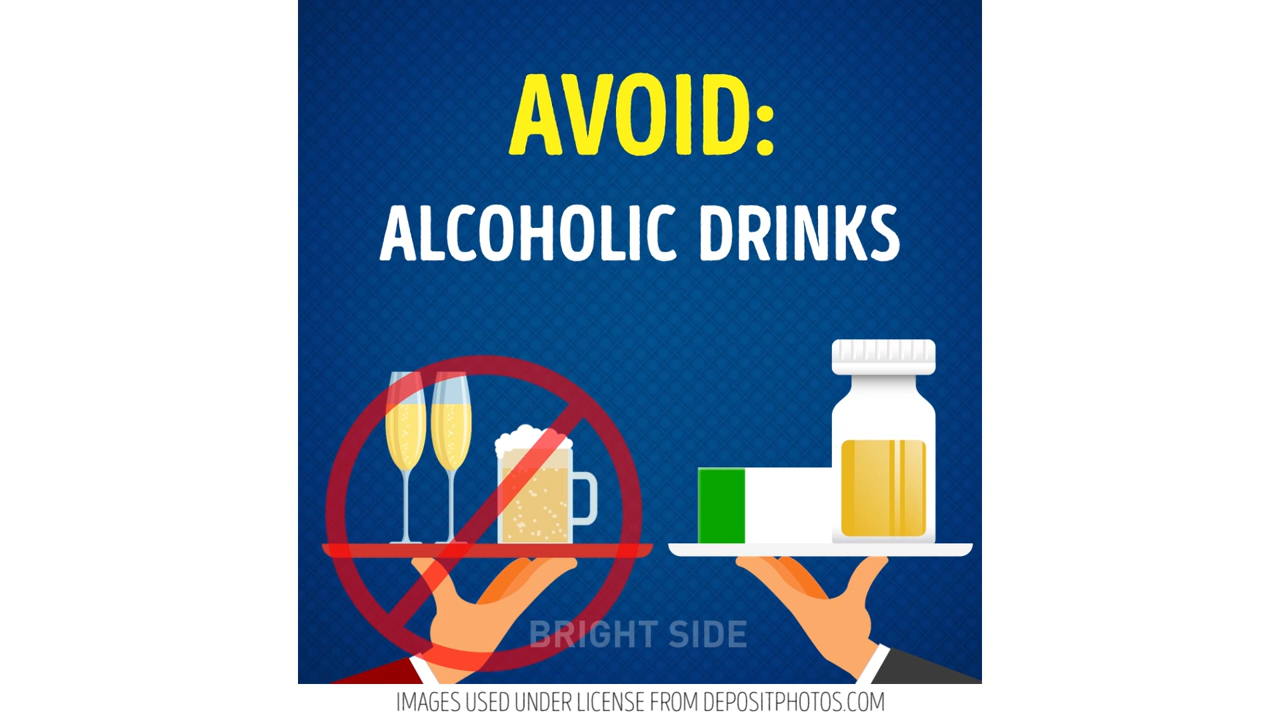 AVOID:
ALCOHOLIC DRINKS
BRIGHT SIDE
IMAGES USED UNDER LICENSE FROM DEPOSITPHOTOS.COM